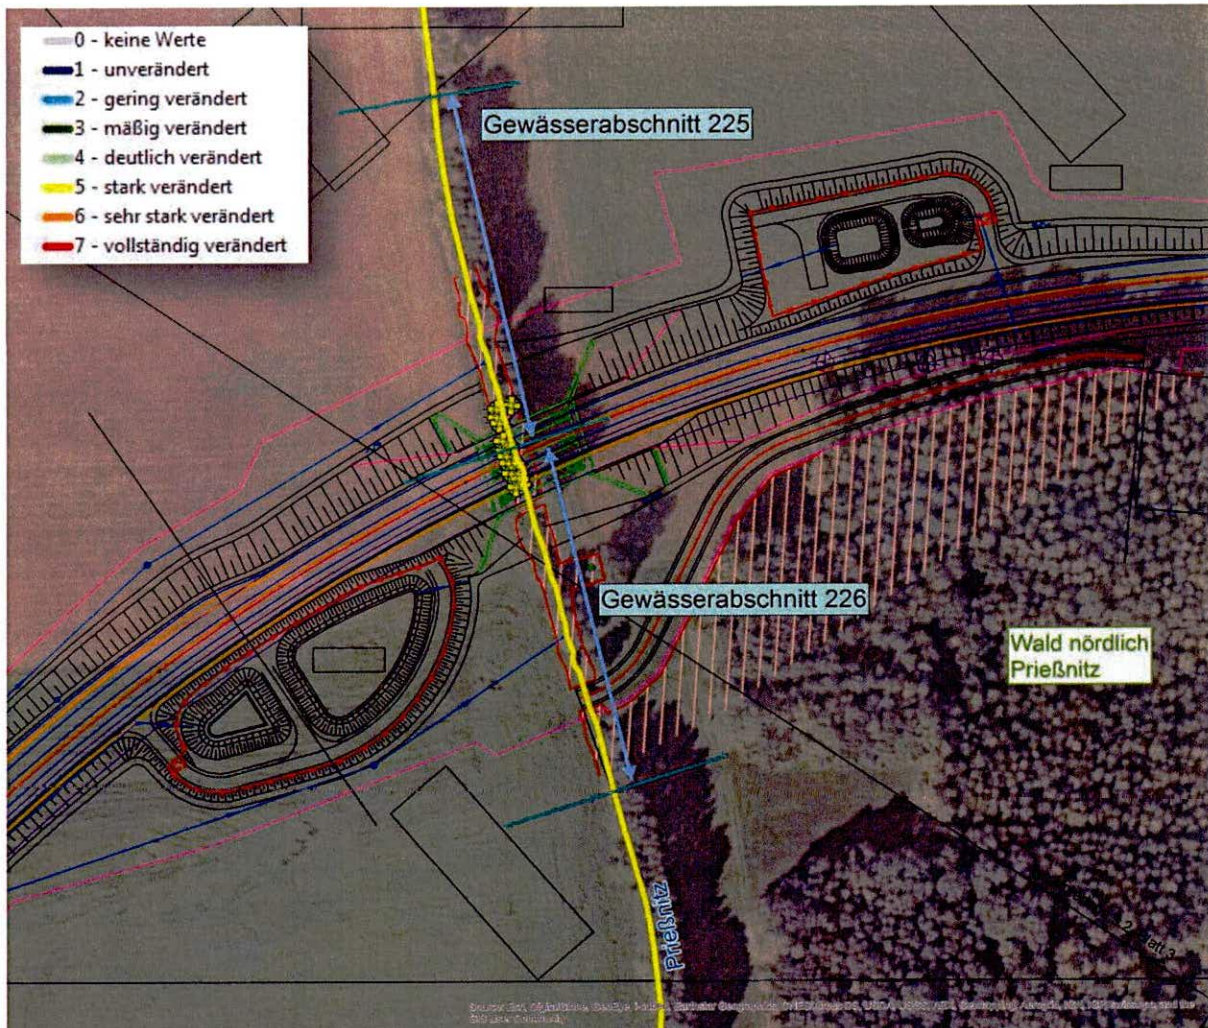 0 - keine Werte
1 - unverändert
2 - gering verändert
3 - mäßig verändert
4 - deutlich verändert
5 - stark verändert
6 - sehr stark verändert
7 - vollständig verändert
Gewässerabschnitt 225
Gewässerabschnitt 226
Wald nördlich
Prießnitz
Prießnitz